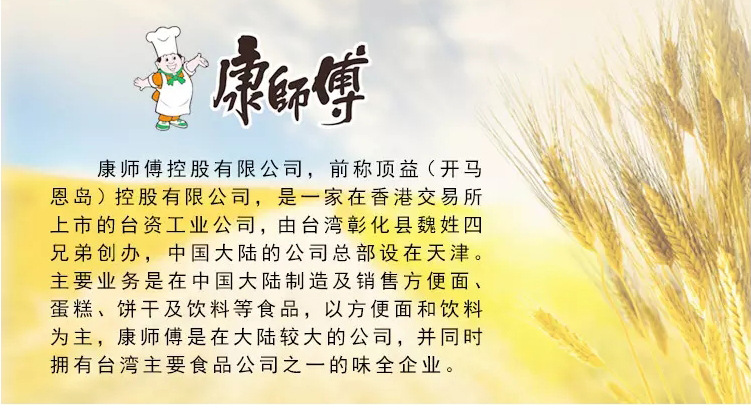 康師傅
康师傅控股有限公司，前称顶益（开马
恩岛）控股有限公司，是一家在香港交易所
上市的台资工业公司，由台湾彰化县魏姓四
兄弟创办，中国大陆的公司总部设在天津。
主要业务是在中国大陆制造及销售方便面、
蛋糕、饼干及饮料等食品，以方便面和饮料
为主，康师傅是在大陆较大的公司，并同时
拥有台湾主要食品公司之一的味全企业。